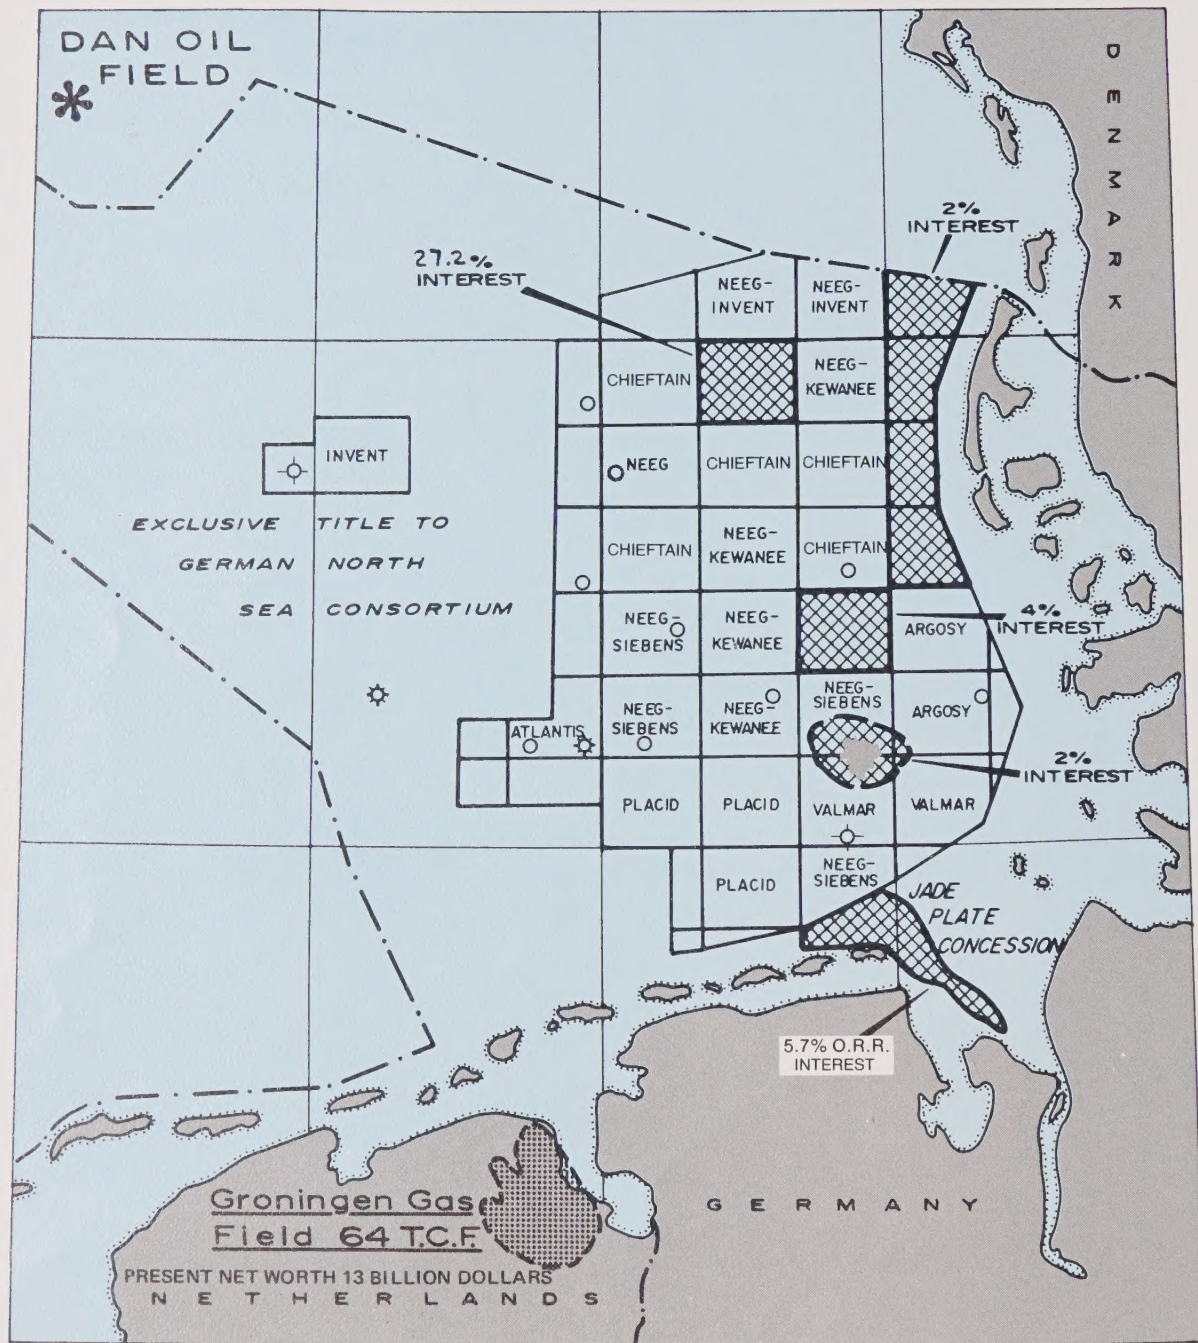 DAN OIL
FIELD
DENMARK
2%
INTEREST
27.2%
INTEREST
NEEG-
INVENT
NEEG-
INVENT
CHIEFTAIN
NEEG-
KEWANEE
INVENT
NEEG
CHIEFTAIN
CHIEFTAIN
EXCLUSIVE TITLE TO
GERMAN NORTH
SEA CONSORTIUM
CHIEFTAIN
NEEG-
KEWANEE
CHIEFTAIN
NEEG-
SIEBENS
NEEG-
KEWANEE
ARGOSY
4%
INTEREST
ATLANTIS
NEEG-
SIEBENS
NEEG-
KEWANEE
NEEG-
SIEBENS
ARGOSY
2%
INTEREST
PLACID
PLACID
VALMAR
VALMAR
PLACID
NEEG-
SIEBENS
JADE
PLATE
CONCESSION
5.7% O.R.R.
INTEREST
Groningen Gas
Field 64 T.C.F.
PRESENT NET WORTH 13 BILLION DOLLARS
NETHERLANDS
GERMANY